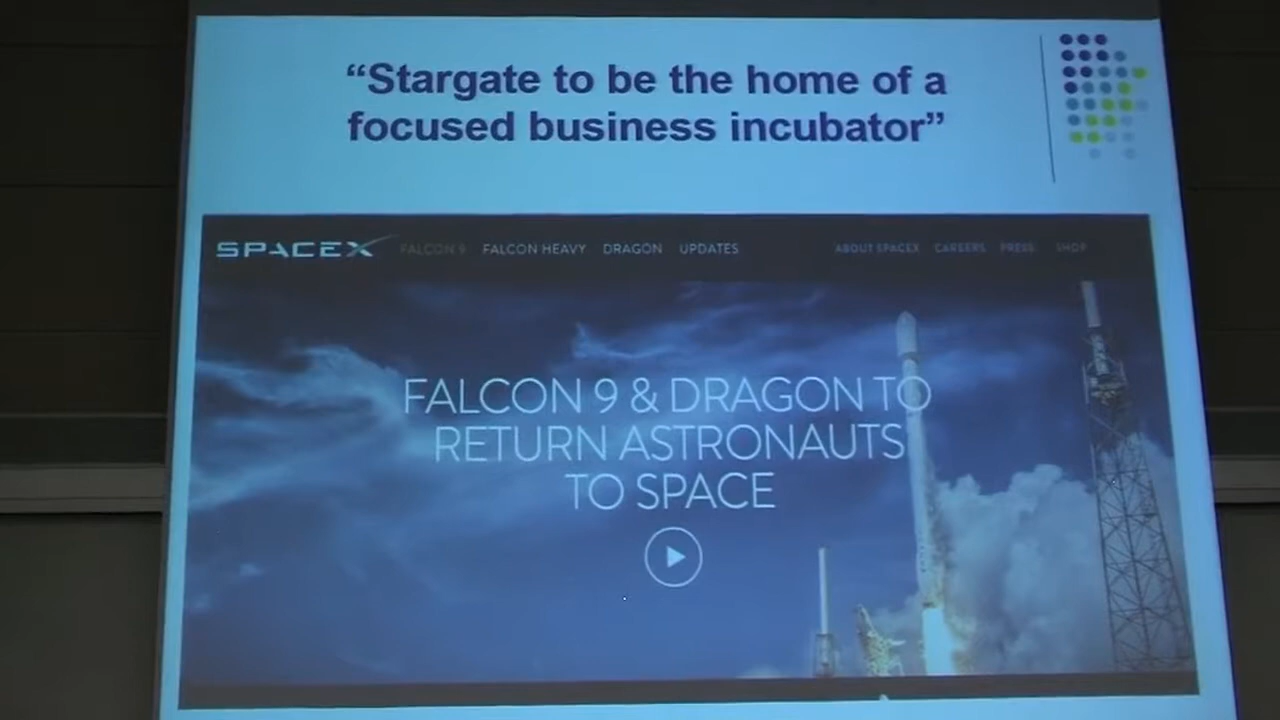 “Stargate to be the home of a
focused business incubator”
SPACEX FALCON 9 FALCON HEAVY DRAGON UPDATES ABOUT SPACEX CAREERS PRESS SHOP
FALCON 9 & DRAGON TO
RETURN ASTRONAUTS
TO SPACE